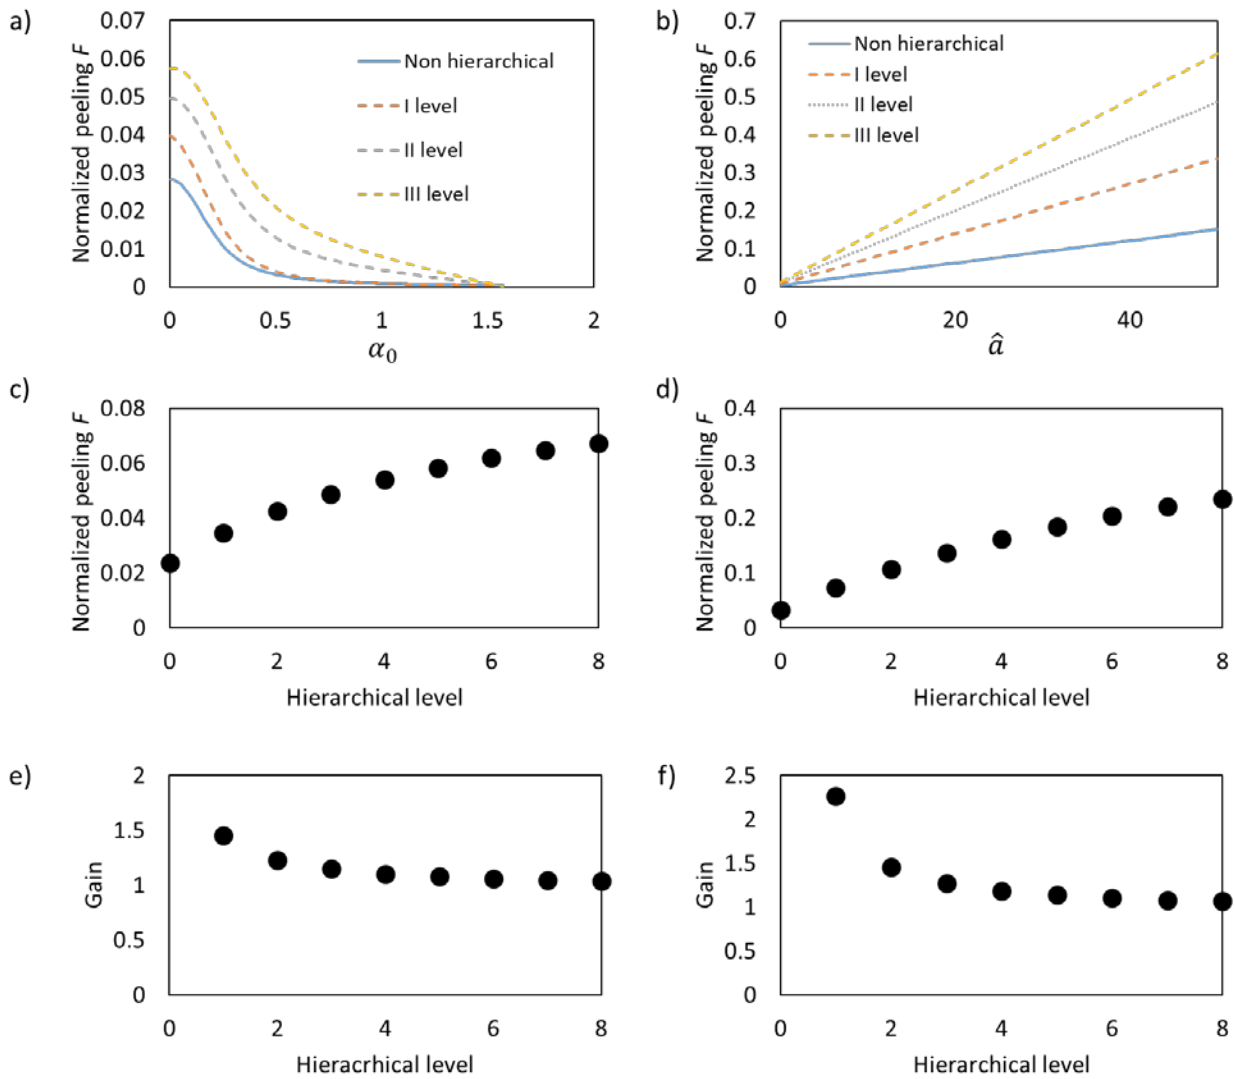 a)
Normalized peeling F
0.07
0.06
0.05
0.04
0.03
0.02
0.01
0
Non hierarchical
I level
II level
III level
0
0.5
1
1.5
2
α₀
b)
Normalized peeling F
0.7
0.6
0.5
0.4
0.3
0.2
0.1
0
Non hierarchical
I level
II level
III level
0
20
40
â
c)
Normalized peeling F
0.08
0.06
0.04
0.02
0
0
2
4
6
8
Hierarchical level
d)
Normalized peeling F
0.4
0.3
0.2
0.1
0
0
2
4
6
8
Hierarchical level
e)
Gain
2
1.5
1
0.5
0
0
2
4
6
8
Hieracrhical level
f)
Gain
2.5
2
1.5
1
0.5
0
0
2
4
6
8
Hierarchical level